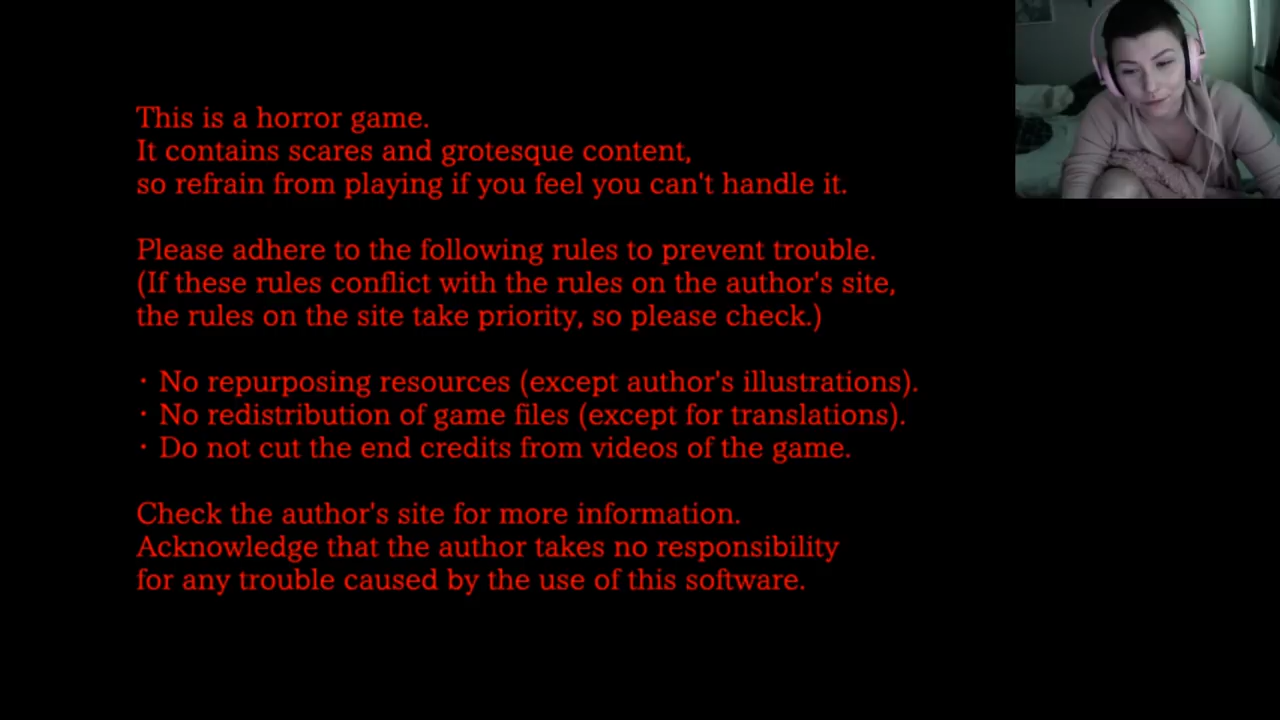 This is a horror game.
It contains scares and grotesque content,
so refrain from playing if you feel you can't handle it.
Please adhere to the following rules to prevent trouble.
(If these rules conflict with the rules on the author's site,
the rules on the site take priority, so please check.)
・No repurposing resources (except author's illustrations).
・No redistribution of game files (except for translations).
・Do not cut the end credits from videos of the game.
Check the author's site for more information.
Acknowledge that the author takes no responsibility
for any trouble caused by the use of this software.